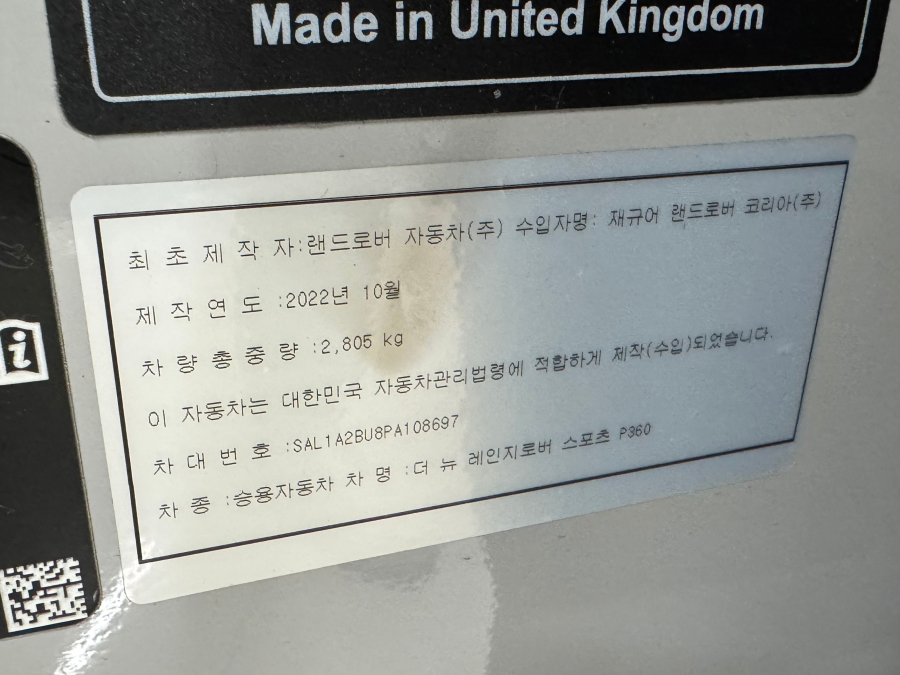 Made in United Kingdom
최 초 제 작 자:랜드로버 자동차(주) 수입자명: 재규어 랜드로버 코리아(주)
제 작 연 도 :2022년 10월
차 량 총 중 량 :2,805 kg
이 자동차는 대한민국 자동차관리법령에 적합하게 제작(수입)되었습니다.
차 대 번 호 :SAL1A2BU8PA108697
차 종 :승용자동차 차 명 :더 뉴 레인지로버 스포츠 P360
i